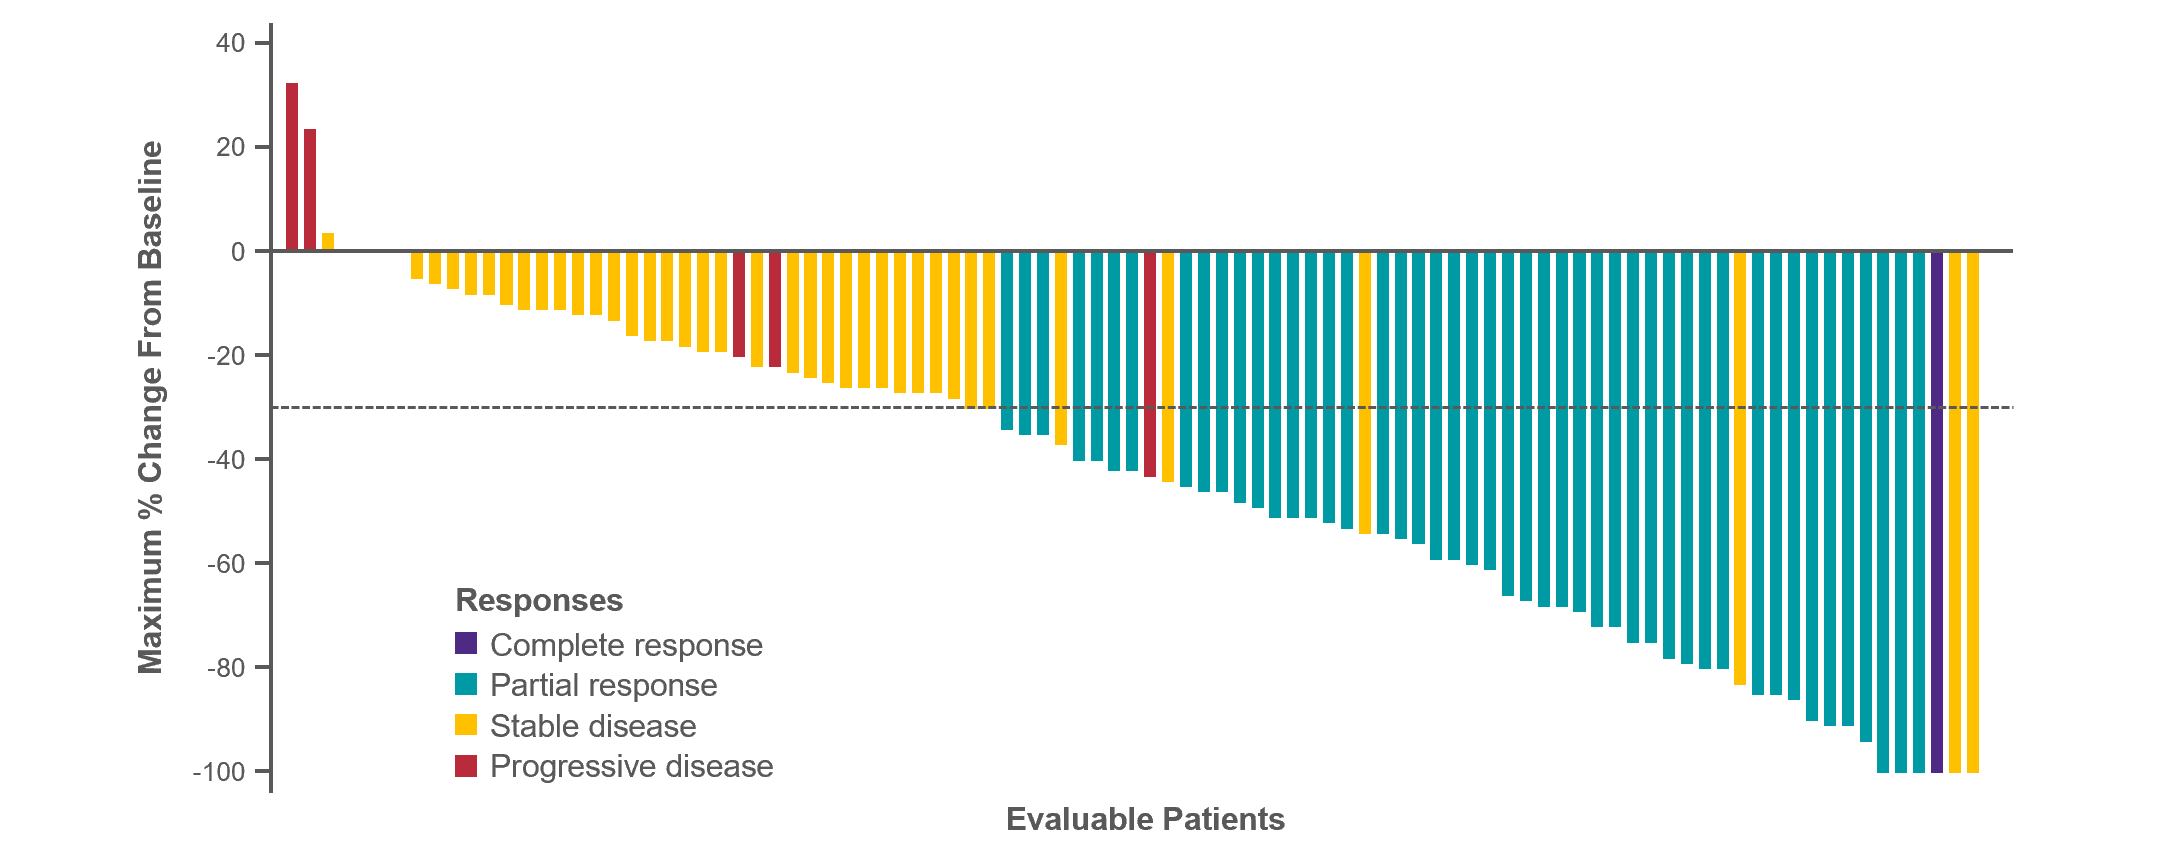 Maximum % Change From Baseline
40
20
0
-20
-40
-60
-80
-100
Responses
Complete response
Partial response
Stable disease
Progressive disease
Evaluable Patients